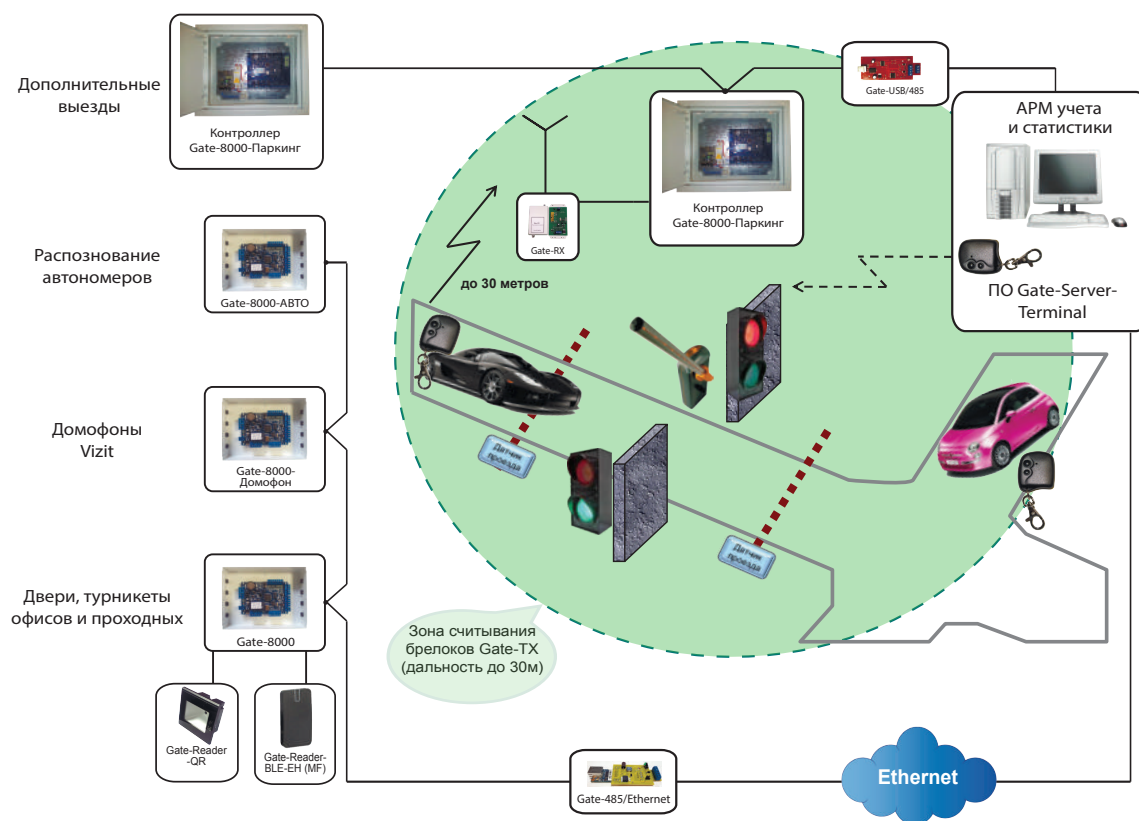 Дополнительные
выезды
Контроллер
Gate-8000-Паркинг
Gate-USB/485
АРМ учета
и статистики
Контроллер
Gate-8000-Паркинг
Gate-RX
до 30 метров
ПО Gate-Server-
Terminal
Распознование
автономеров
Gate-8000-АВТО
Домофоны
Vizit
Gate-8000-
Домофон
Датчик
проезда
Датчик
проезда
Двери, турникеты
офисов и проходных
Gate-8000
Зона считывания
брелоков Gate-TX
(дальность до 30м)
Gate-Reader
-QR
Gate-Reader-
BLE-EH (MF)
Gate-485/Ethernet
Ethernet